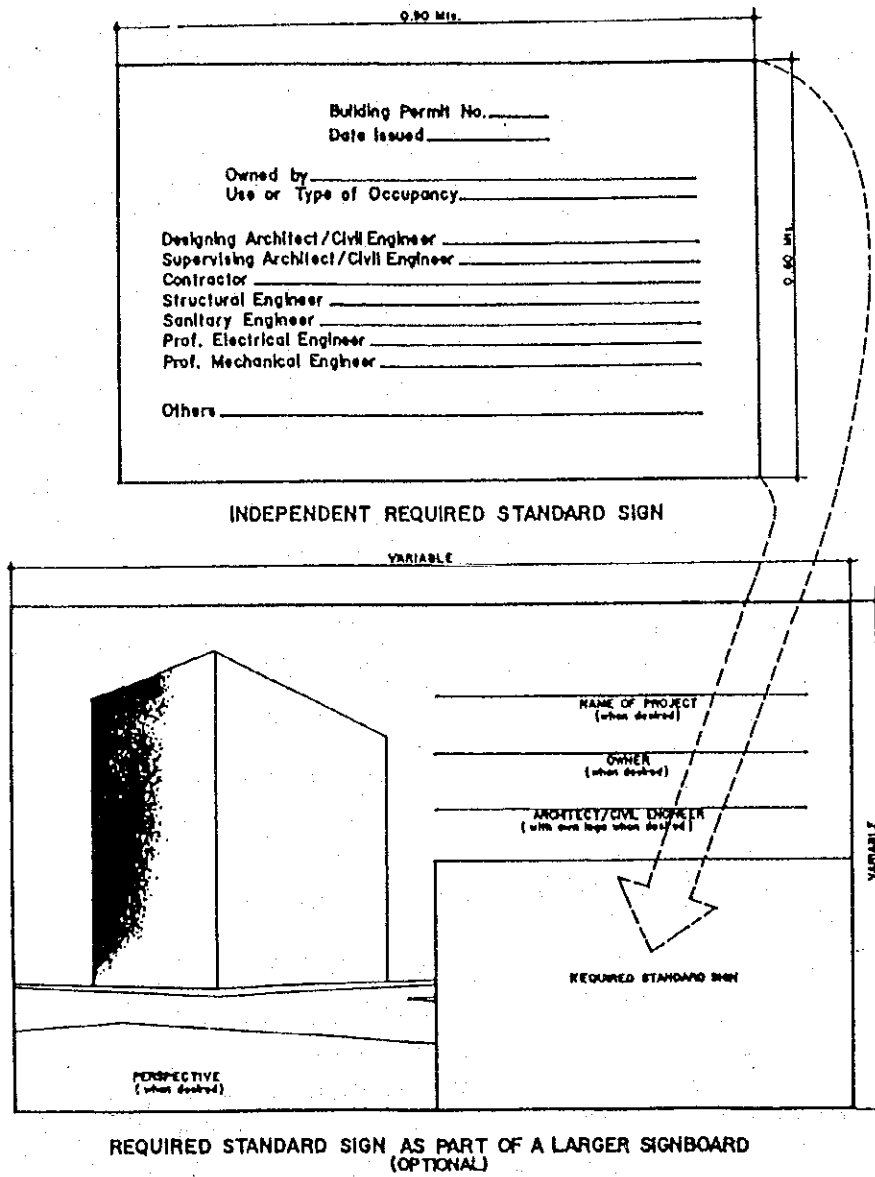 0.90 Mts.
Building Permit No.
Date Issued
Owned by
Use or Type of Occupancy
Designing Architect/Civil Engineer
Supervising Architect/Civil Engineer
Contractor
Structural Engineer
Sanitary Engineer
Prof. Electrical Engineer
Prof. Mechanical Engineer
Others
0.60 Mts.
INDEPENDENT REQUIRED STANDARD SIGN
VARIABLE
NAME OF PROJECT
(when desired)
OWNER
(when desired)
ARCHITECT/CIVIL ENGINEER
(with own logo when desired)
VARIABLE
REQUIRED STANDARD SIGN
PERSPECTIVE
(when desired)
REQUIRED STANDARD SIGN AS PART OF A LARGER SIGNBOARD
(OPTIONAL)